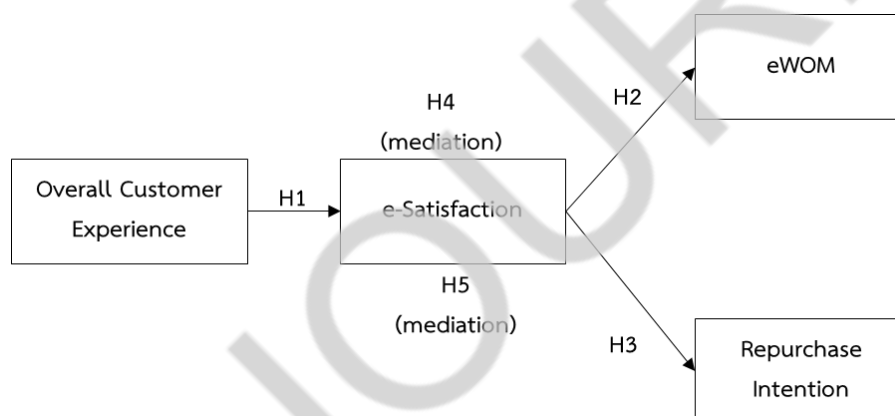 eWOM
H4
H2
(mediation)
Overall Customer
Experience
H1
e-Satisfaction
H5
(mediation)
H3
Repurchase
Intention